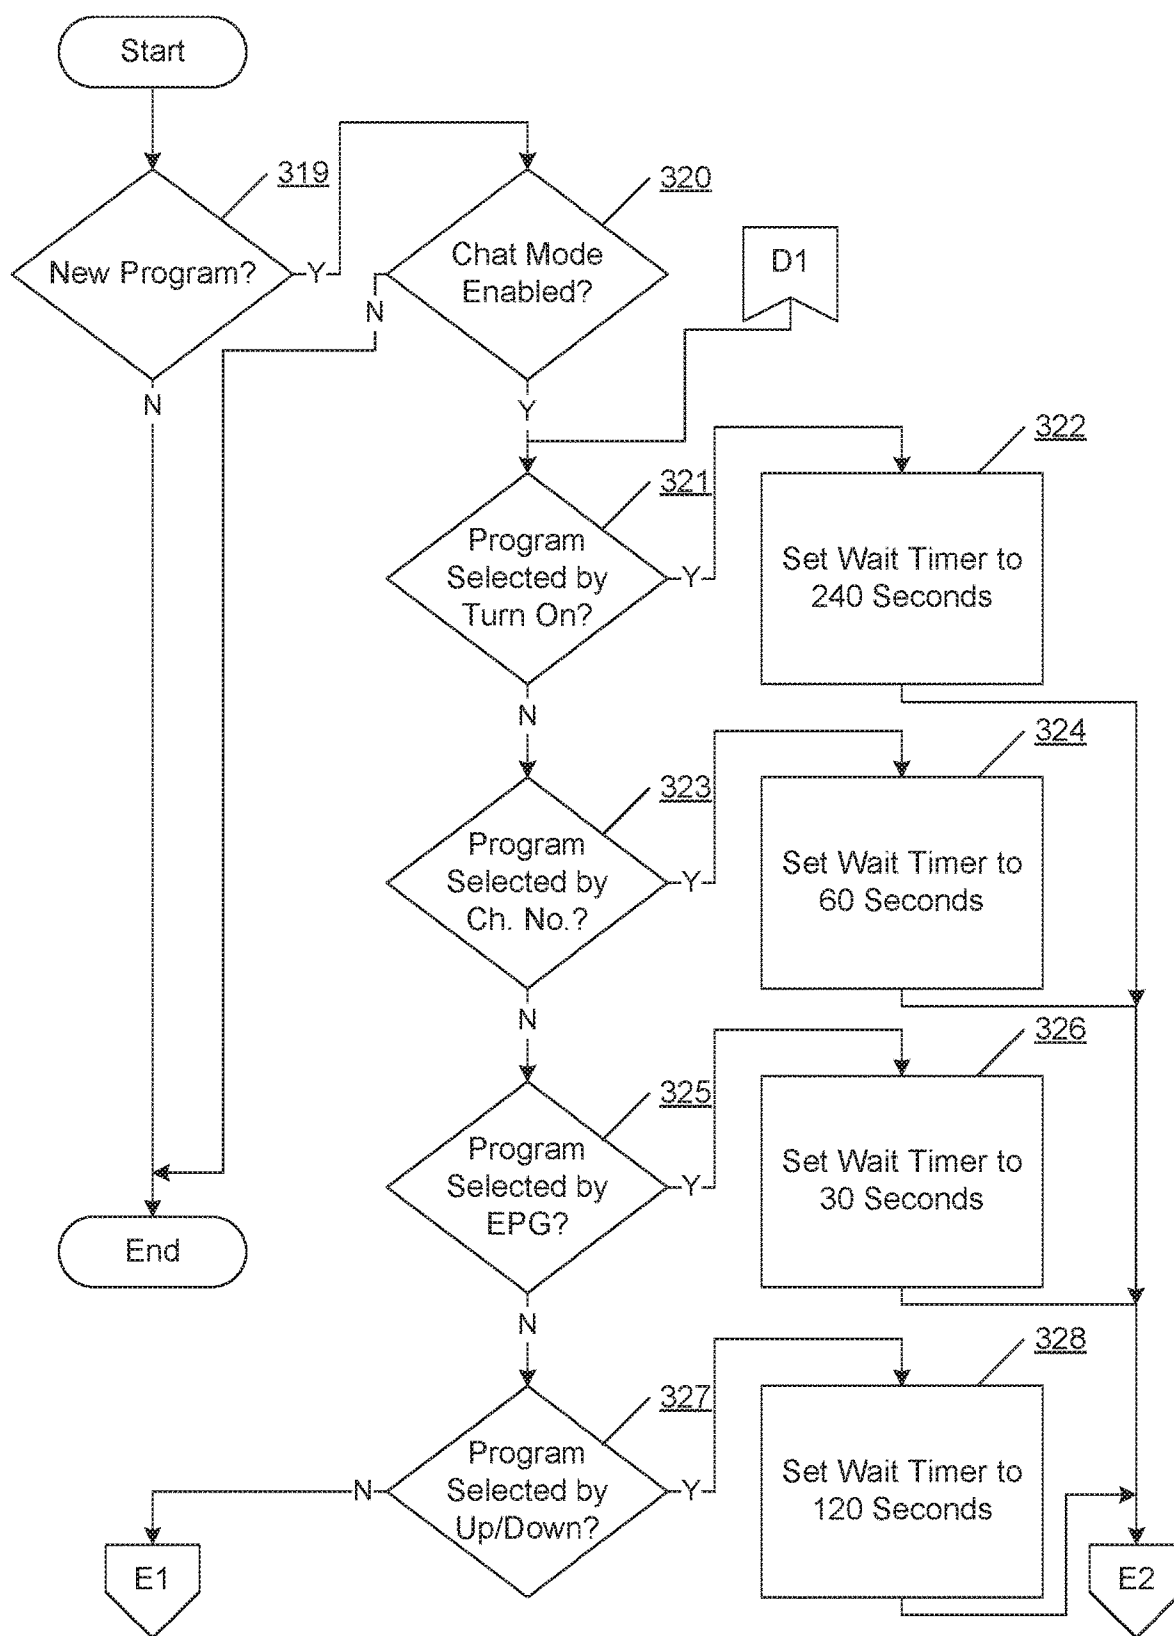 Start
319
New Program?
Y
N
320
Chat Mode
Enabled?
N
Y
D1
321
Program
Selected by
Turn On?
Y
N
322
Set Wait Timer to
240 Seconds
323
Program
Selected by
Ch. No.?
Y
N
324
Set Wait Timer to
60 Seconds
325
Program
Selected by
EPG?
Y
N
326
Set Wait Timer to
30 Seconds
End
327
Program
Selected by
Up/Down?
N
Y
328
Set Wait Timer to
120 Seconds
E1
E2